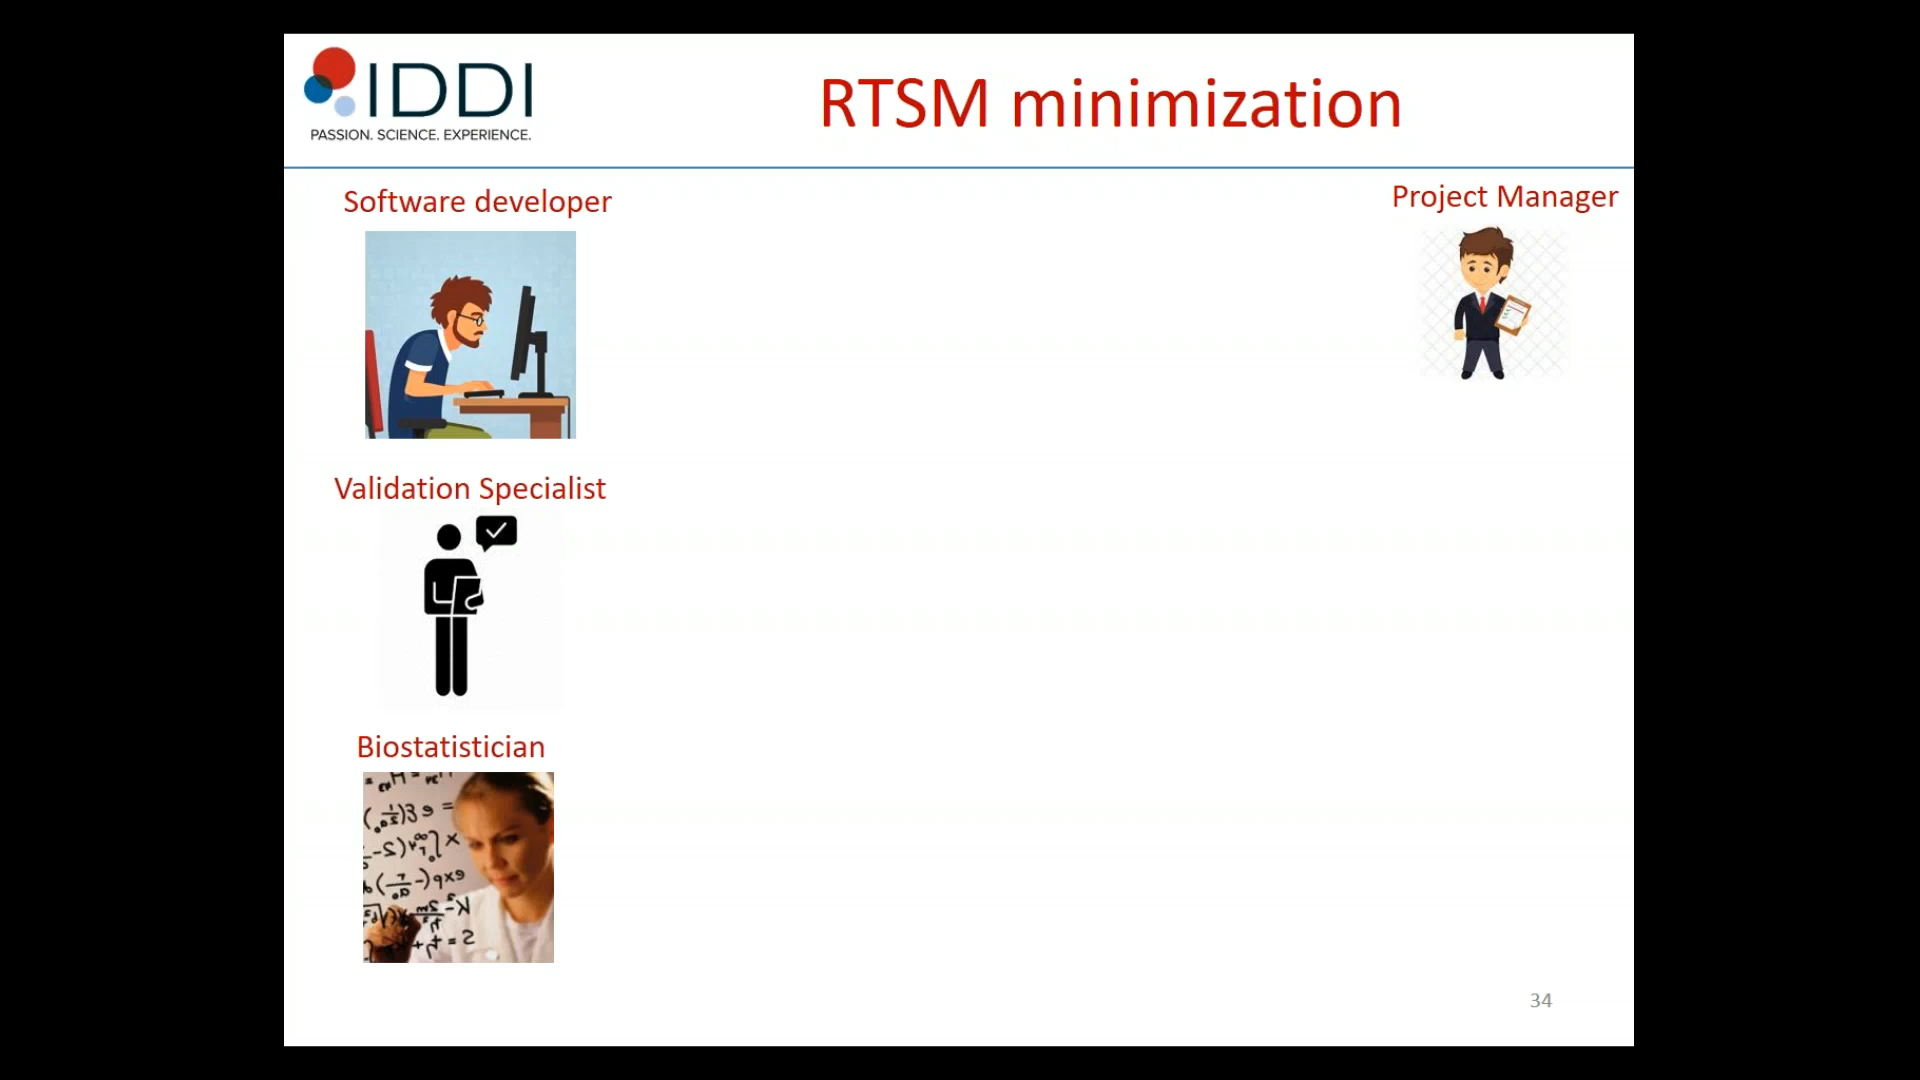 IDDI
PASSION. SCIENCE. EXPERIENCE.
RTSM minimization
Software developer
Project Manager
Validation Specialist
Biostatistician
34